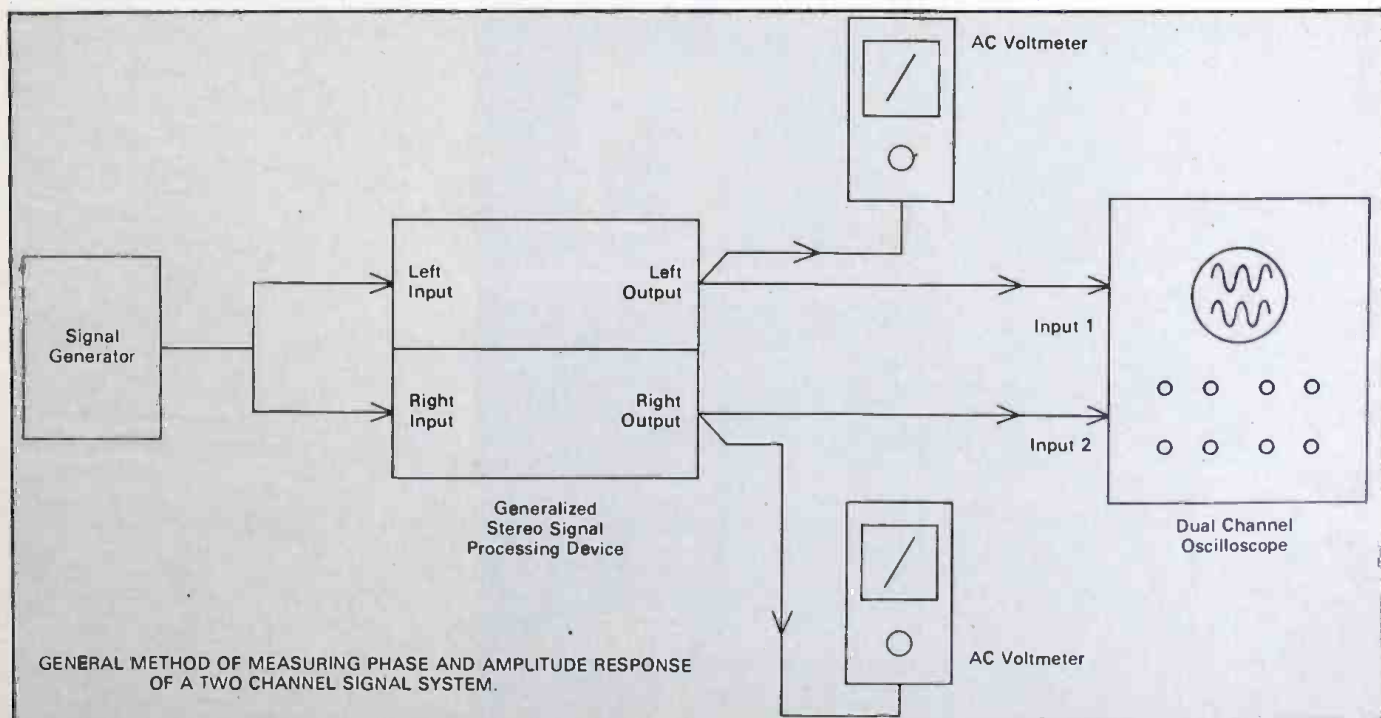 AC Voltmeter
Signal
Generator
Left
Input
Left
Output
Right
Input
Right
Output
Generalized
Stereo Signal
Processing Device
Input 1
Input 2
Dual Channel
Oscilloscope
AC Voltmeter
GENERAL METHOD OF MEASURING PHASE AND AMPLITUDE RESPONSE
OF A TWO CHANNEL SIGNAL SYSTEM.